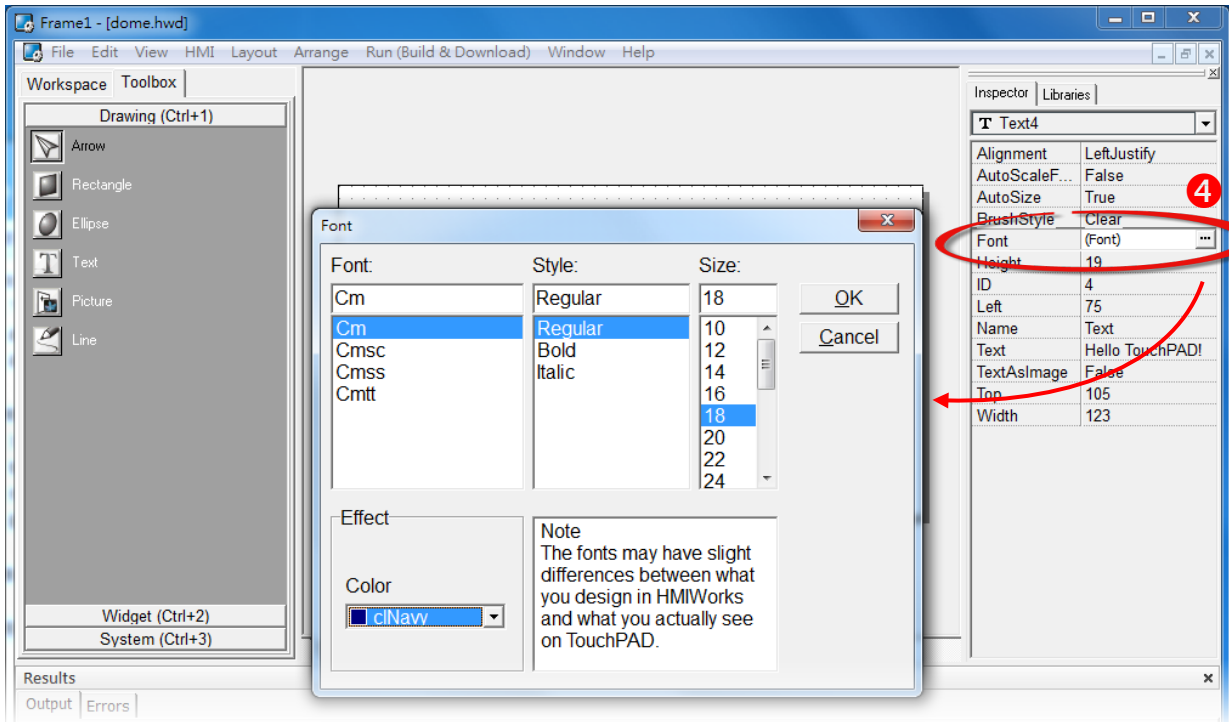 Frame1 - [dome.hwd]
File Edit View HMI Layout Arrange Run (Build & Download) Window Help
Workspace Toolbox
Drawing (Ctrl+1)
Arrow
Rectangle
Ellipse
Text
Picture
Line
Widget (Ctrl+2)
System (Ctrl+3)
Font
Font:
Cm
Cm
Cmsc
Cmss
Cmtt
Style:
Regular
Regular
Bold
Italic
Size:
18
10
12
14
16
18
20
22
24
OK
Cancel
Effect
Color
clNavy
Note
The fonts may have slight
differences between what
you design in HMIWorks
and what you actually see
on TouchPAD.
Inspector Libraries
T Text4
Alignment LeftJustify
AutoScaleF... False
AutoSize True
4
BrushStyle Clear
Font (Font) ...
Height 19
ID 4
Left 75
Name Text
Text Hello TouchPAD!
TextAsImage False
Top 105
Width 123
Results
Output Errors